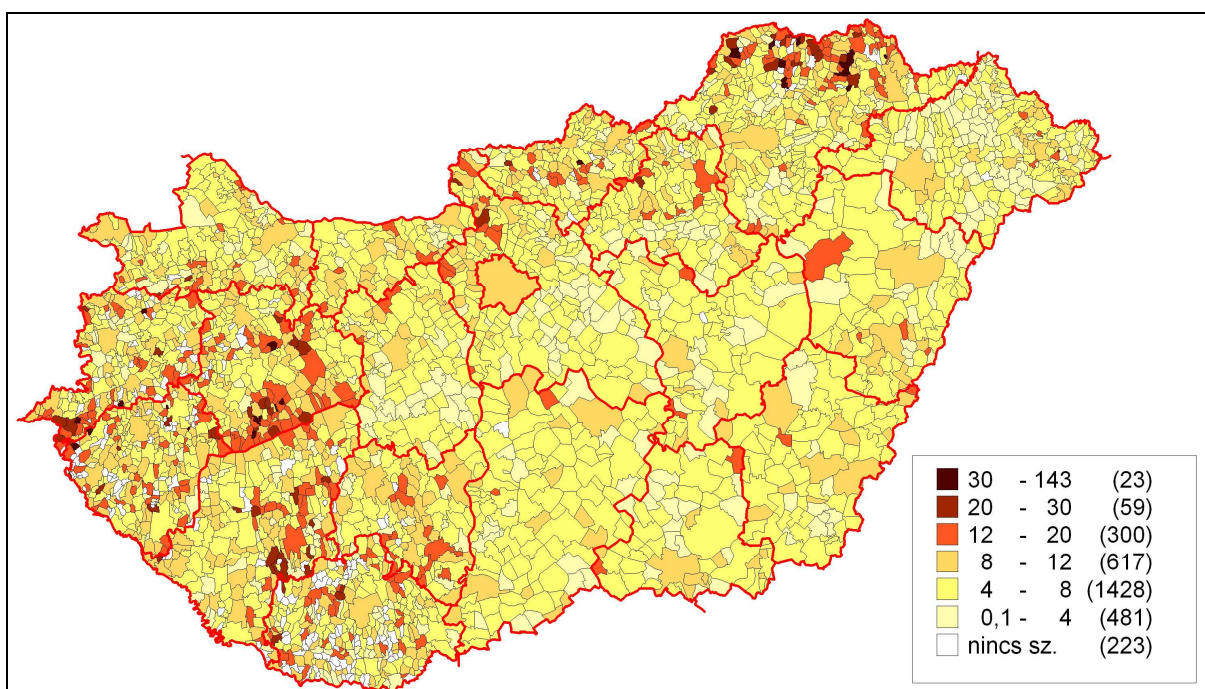 30 - 143 (23)
20 - 30 (59)
12 - 20 (300)
8 - 12 (617)
4 - 8 (1428)
0,1 - 4 (481)
nincs sz. (223)